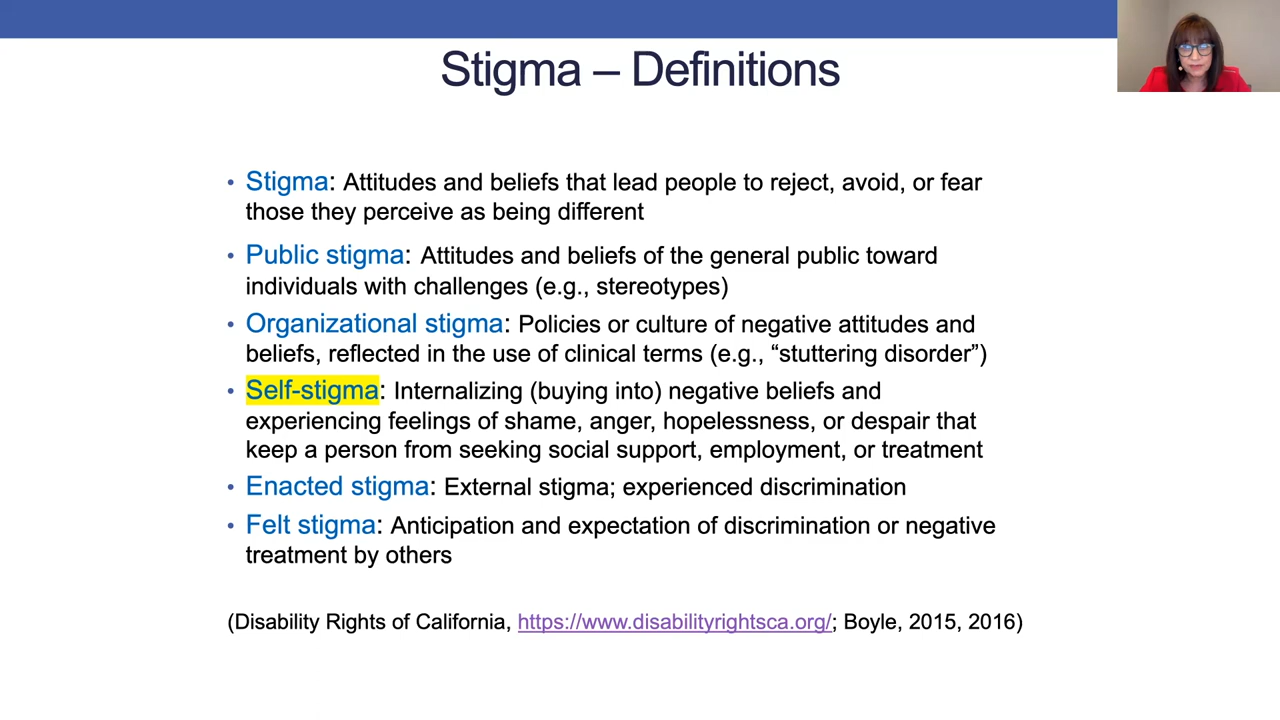 Stigma – Definitions
• Stigma: Attitudes and beliefs that lead people to reject, avoid, or fear
those they perceive as being different
• Public stigma: Attitudes and beliefs of the general public toward
individuals with challenges (e.g., stereotypes)
• Organizational stigma: Policies or culture of negative attitudes and
beliefs, reflected in the use of clinical terms (e.g., “stuttering disorder”)
• Self-stigma: Internalizing (buying into) negative beliefs and
experiencing feelings of shame, anger, hopelessness, or despair that
keep a person from seeking social support, employment, or treatment
• Enacted stigma: External stigma; experienced discrimination
• Felt stigma: Anticipation and expectation of discrimination or negative
treatment by others
(Disability Rights of California, https://www.disabilityrightsca.org/; Boyle, 2015, 2016)